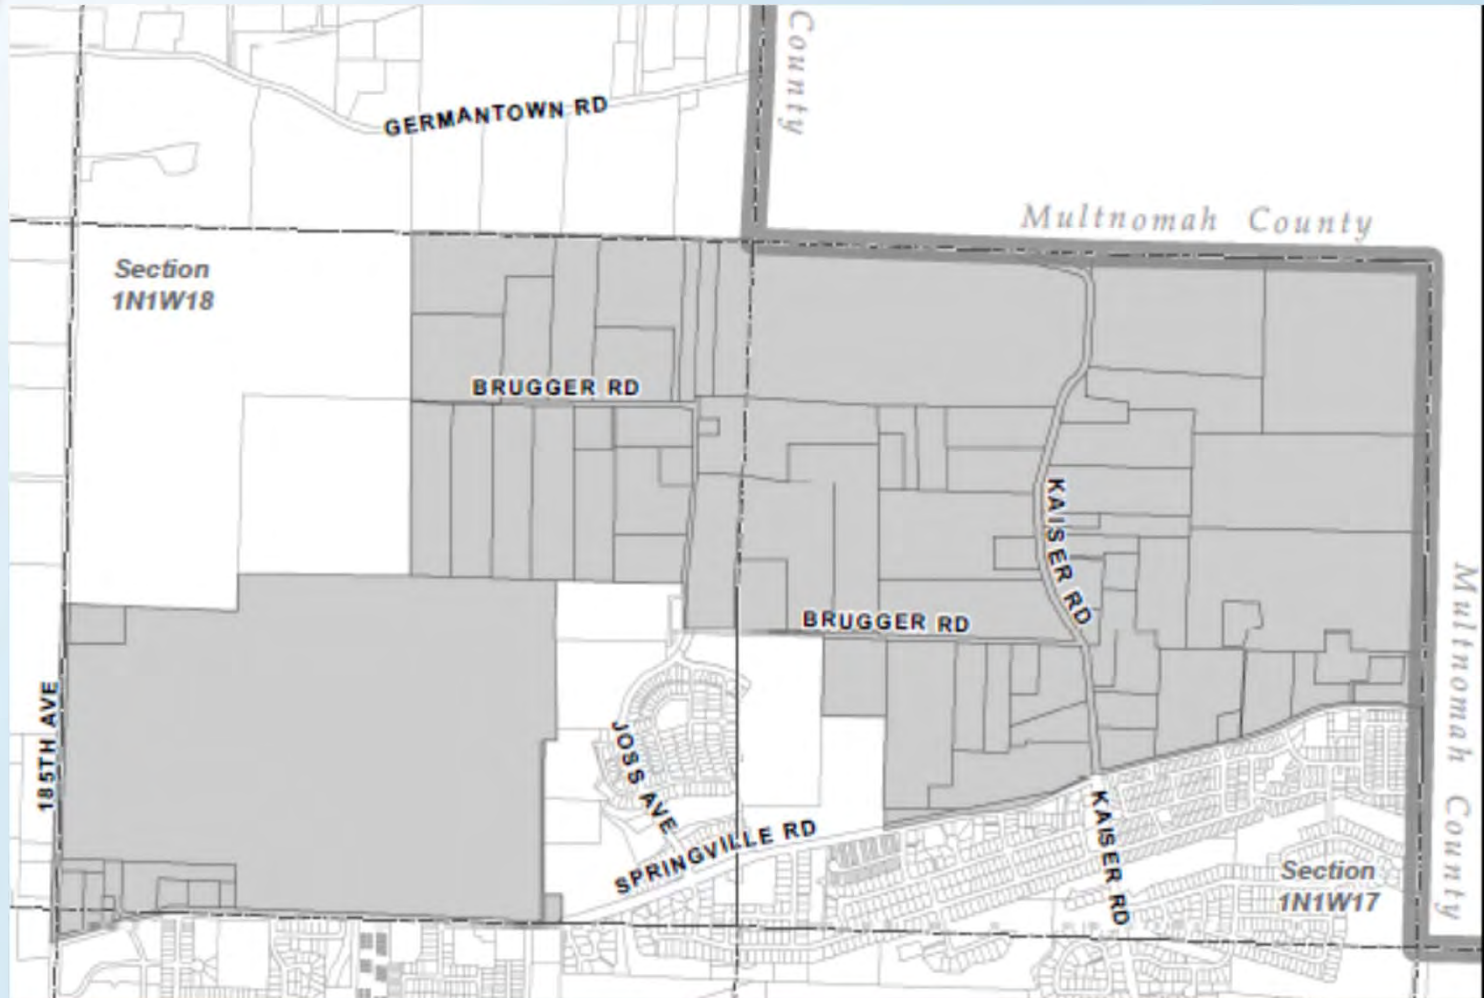 County
GERMANTOWN RD
Multnomah County
Section
1N1W18
BRUGGER RD
KAISER RD
BRUGGER RD
Multnomah County
185TH AVE
JOSS AVE
SPRINGVILLE RD
KAISER RD
Section
1N1W17